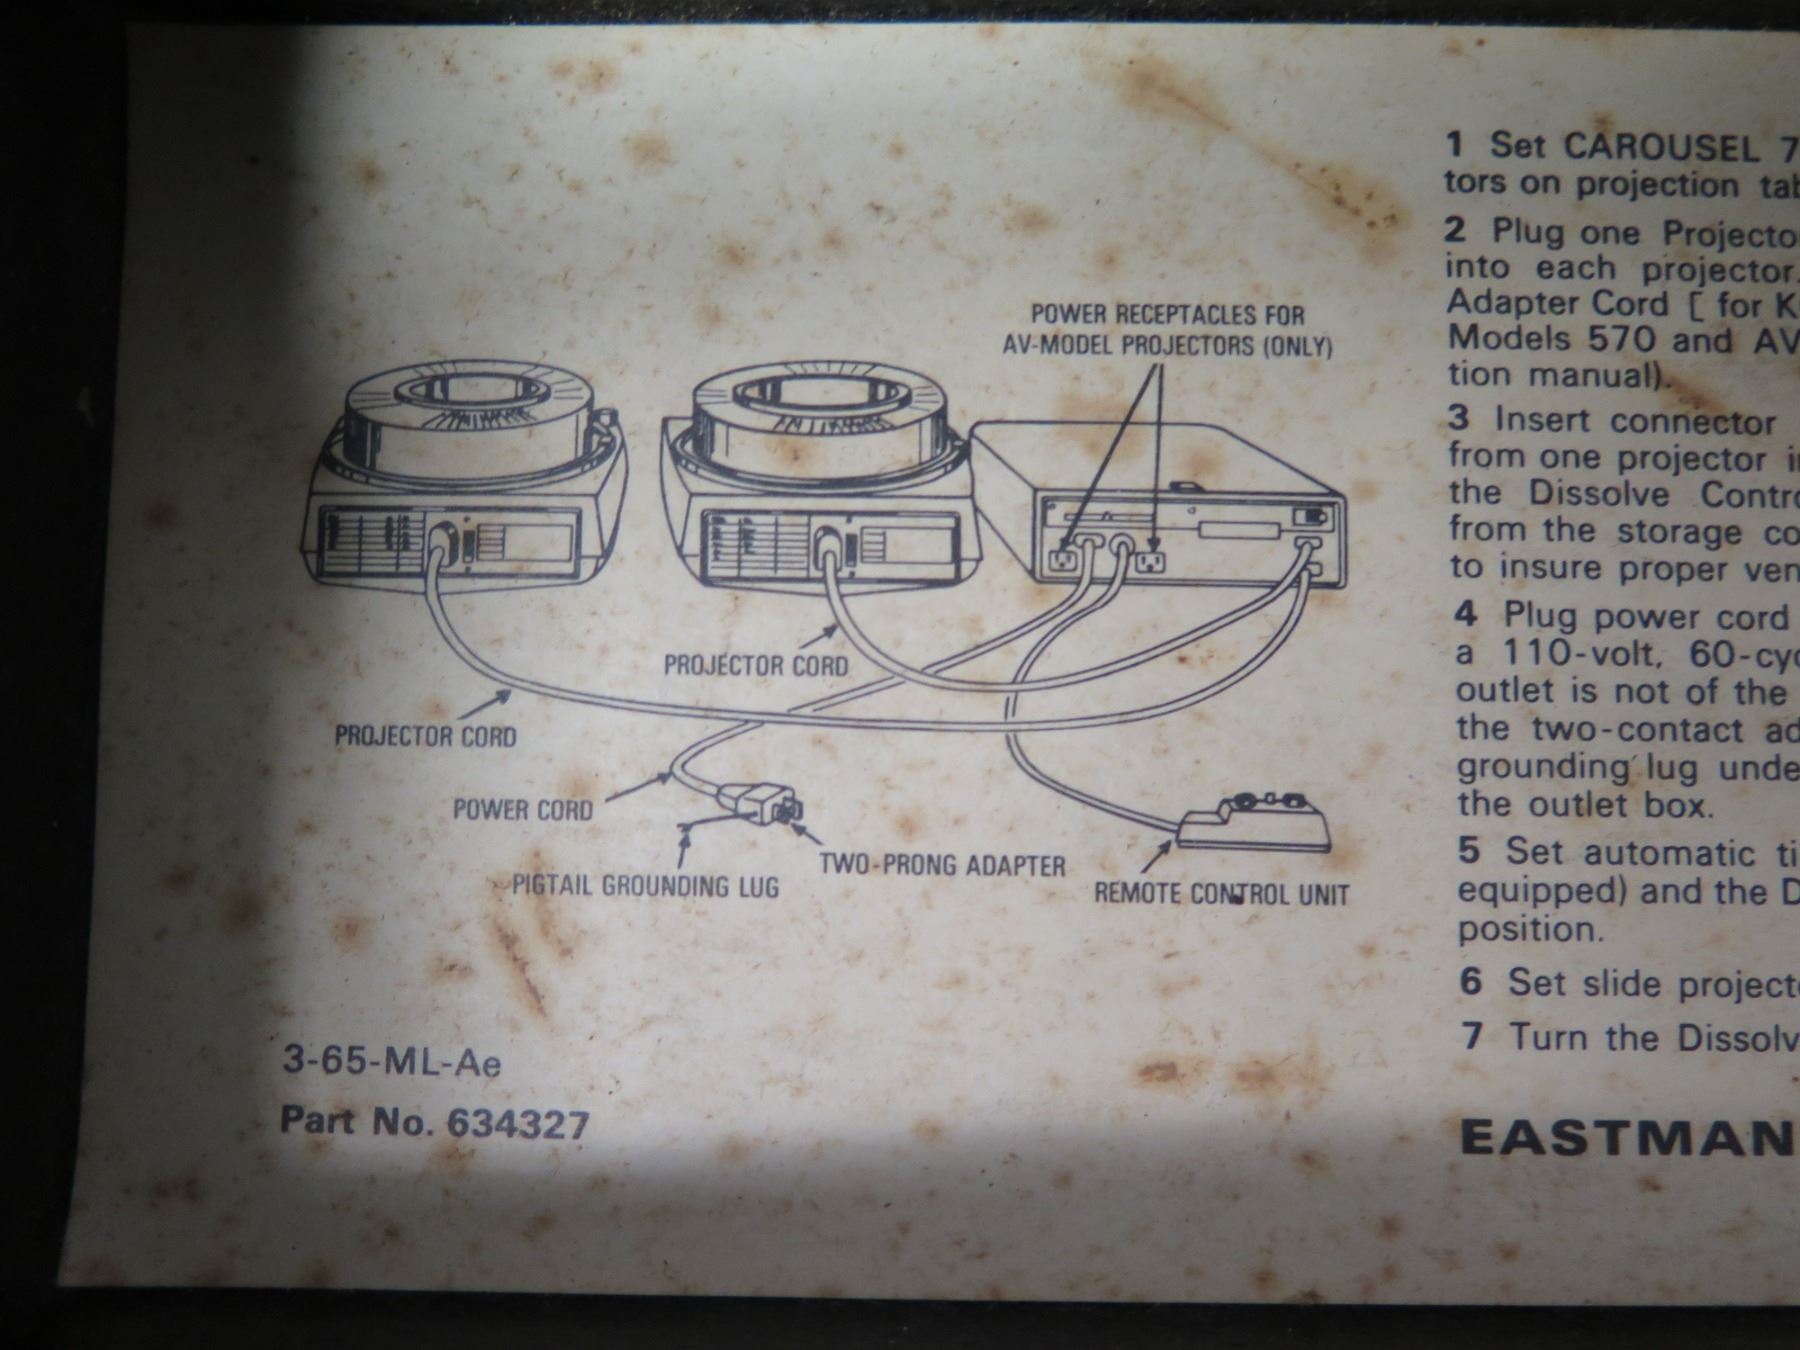 POWER RECEPTACLES FOR
AV-MODEL PROJECTORS (ONLY)
PROJECTOR CORD
PROJECTOR CORD
POWER CORD
TWO-PRONG ADAPTER
PIGTAIL GROUNDING LUG
REMOTE CONTROL UNIT
3-65-ML-Ae
Part No. 634327
1 Set CAROUSEL 7
tors on projection tab
2 Plug one Projector
into each projector.
Adapter Cord [ for K
Models 570 and AV
tion manual).
3 Insert connector
from one projector in
the Dissolve Contro
from the storage co
to insure proper ven
4 Plug power cord
a 110-volt, 60-cyc
outlet is not of the
the two-contact ad
grounding lug unde
the outlet box.
5 Set automatic ti
equipped) and the D
position.
6 Set slide projecto
7 Turn the Dissolv
EASTMAN